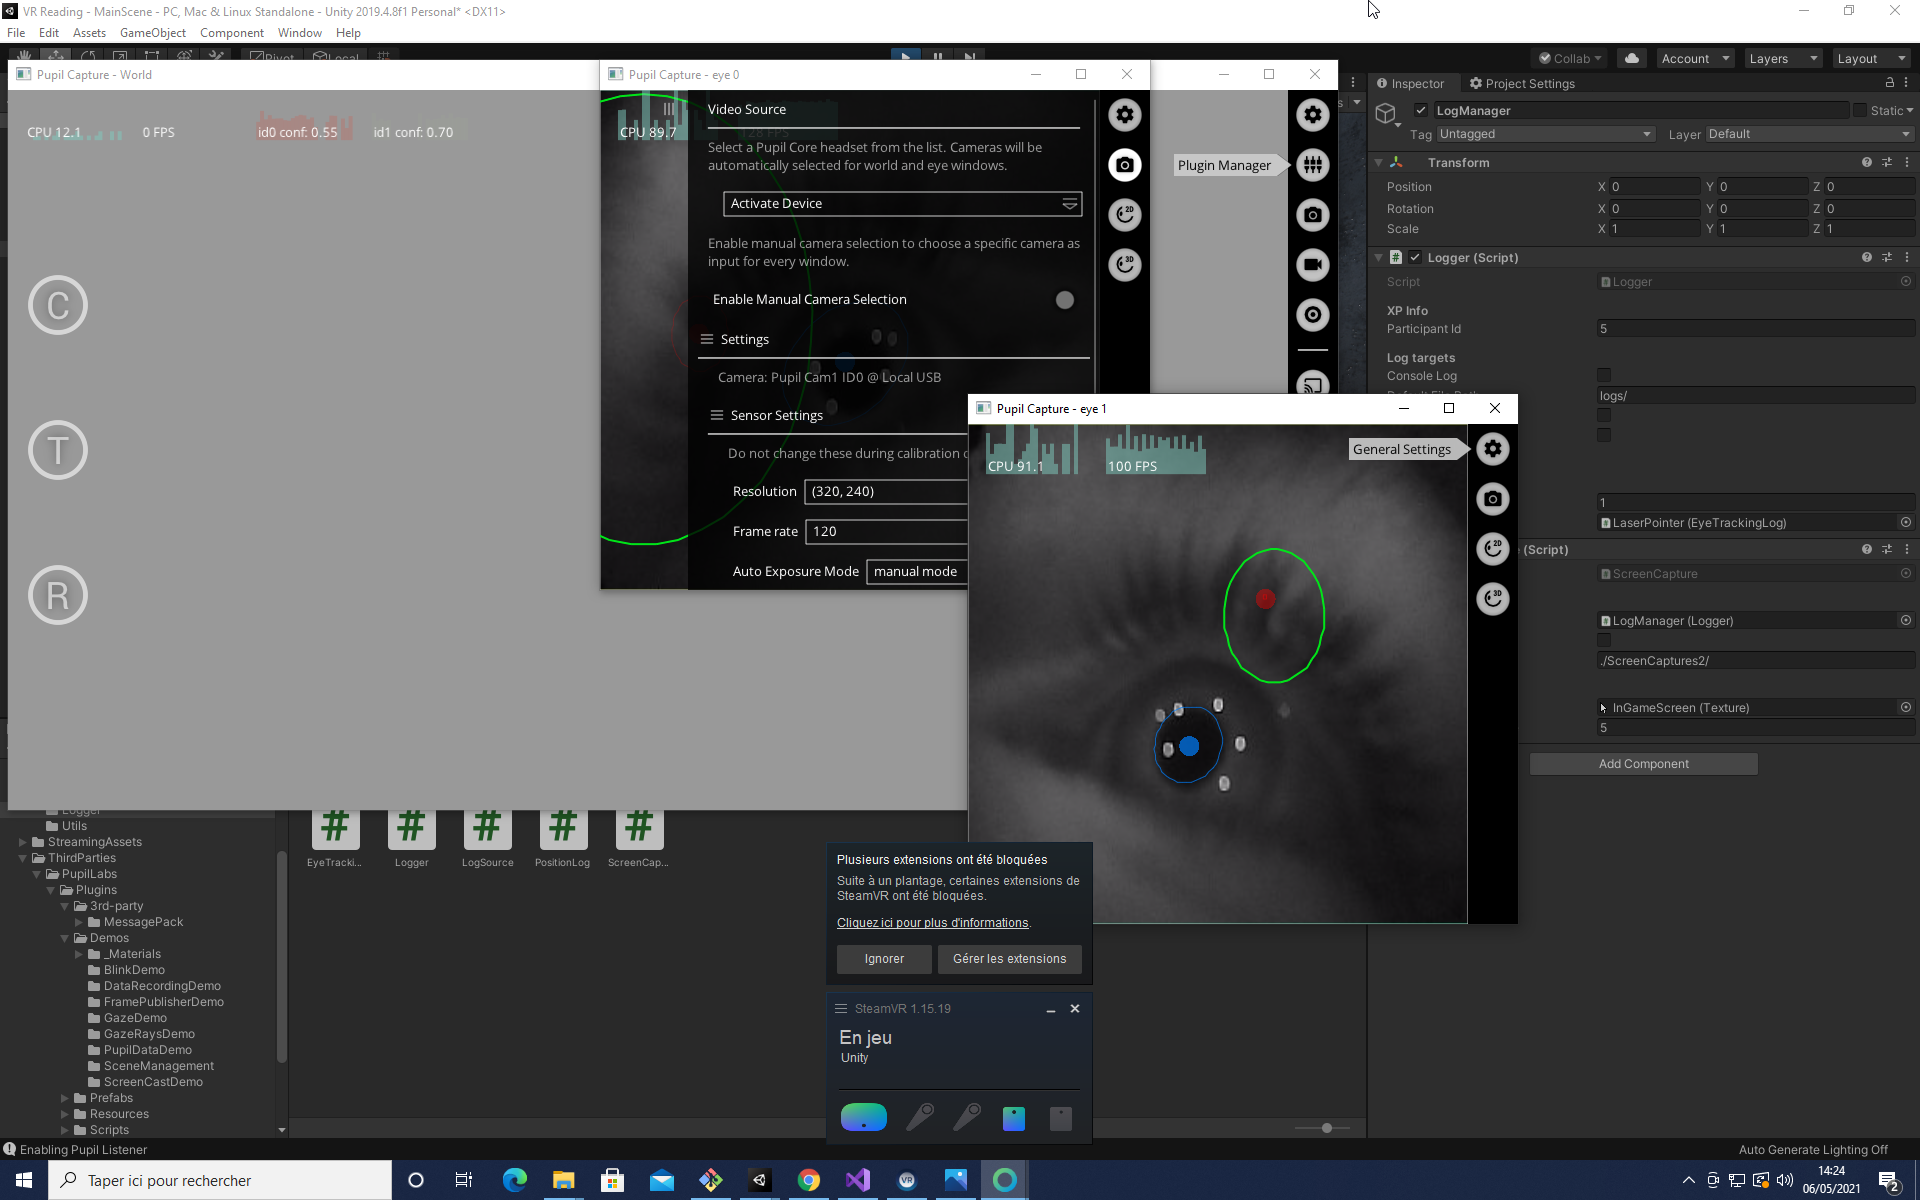 VR Reading - MainScene - PC, Mac & Linux Standalone - Unity 2019.4.8f1 Personal* <DX11>
File Edit Assets GameObject Component Window Help
Pivot Local
Collab Account Layers Layout
Pupil Capture - World
CPU 12.1 0 FPS id0 conf: 0.55 id1 conf: 0.70
C
T
R
Pupil Capture - eye 0
CPU 89.7 128 FPS
Video Source
Select a Pupil Core headset from the list. Cameras will be
automatically selected for world and eye windows.
Activate Device
Enable manual camera selection to choose a specific camera as
input for every window.
Enable Manual Camera Selection
Settings
Camera: Pupil Cam1 ID0 @ Local USB
Sensor Settings
Do not change these during calibration
Resolution (320, 240)
Frame rate 120
Auto Exposure Mode manual mode
2D
3D
Plugin Manager
Pupil Capture - eye 1
CPU 91.1 100 FPS
General Settings
2D
3D
Inspector Project Settings
LogManager Static
Tag Untagged Layer Default
Transform
Position X 0 Y 0 Z 0
Rotation X 0 Y 0 Z 0
Scale X 1 Y 1 Z 1
# Logger (Script)
Script Logger
XP Info
Participant Id 5
Log targets
Console Log
logs/
1
LaserPointer (EyeTrackingLog)
(Script)
ScreenCapture
LogManager (Logger)
./ScreenCaptures2/
InGameScreen (Texture)
5
Add Component
Logger
Utils
StreamingAssets
ThirdParties
PupilLabs
Plugins
3rd-party
MessagePack
Demos
_Materials
BlinkDemo
DataRecordingDemo
FramePublisherDemo
GazeDemo
GazeRaysDemo
PupilDataDemo
SceneManagement
ScreenCastDemo
Prefabs
Resources
Scripts
# # # # #
EyeTracki... Logger LogSource PositionLog ScreenCap...
Plusieurs extensions ont été bloquées
Suite à un plantage, certaines extensions de
SteamVR ont été bloquées.
Cliquez ici pour plus d'informations.
Ignorer Gérer les extensions
SteamVR 1.15.19
En jeu
Unity
Enabling Pupil Listener
Auto Generate Lighting Off
Taper ici pour rechercher
VR
14:24
06/05/2021
2